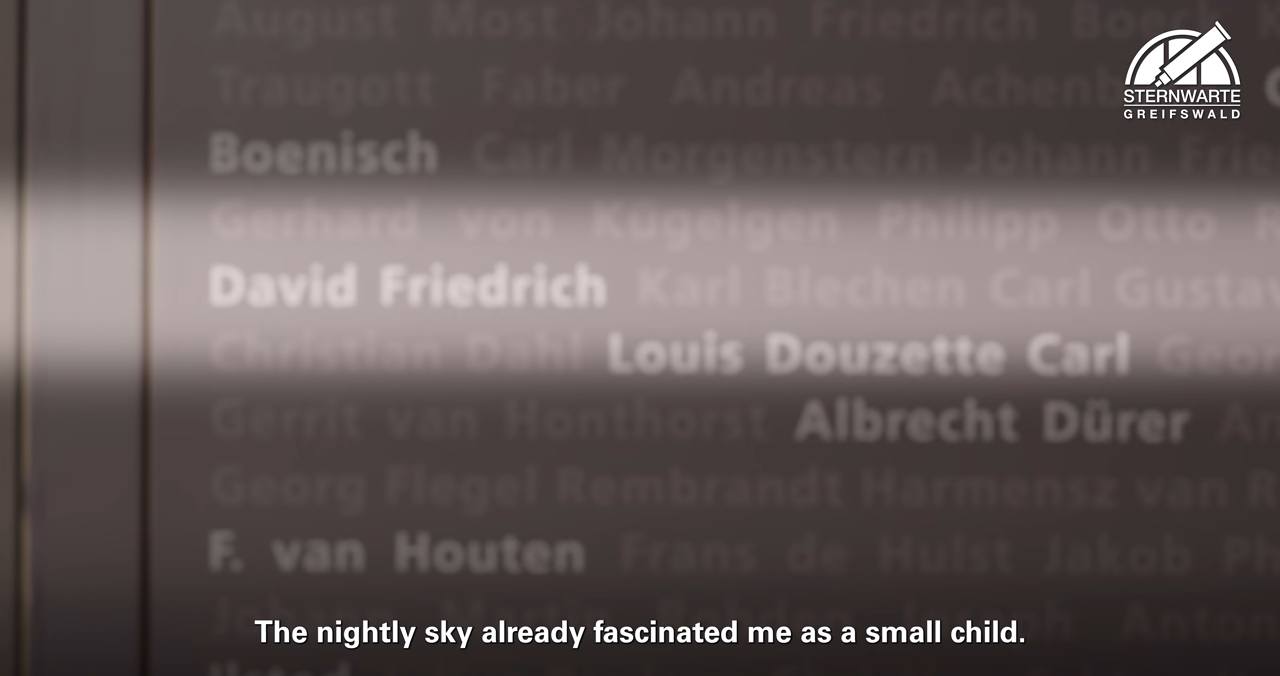 August Most Johann Friedrich Boeck
Traugott Faber Andreas
Boenisch Carl Morgenstern Johann
Gerhard von Kügelgen Philipp Otto
David Friedrich Karl Blechen Carl
Christian Dahl Louis Douzette Carl
Gerrit van Honthorst Albrecht Dürer
Georg Flegel Rembrandt Harmensz van
F. van Houten Frans de Hulst Jakob
STERNWARTE
GREIFSWALD
The nightly sky already fascinated me as a small child.